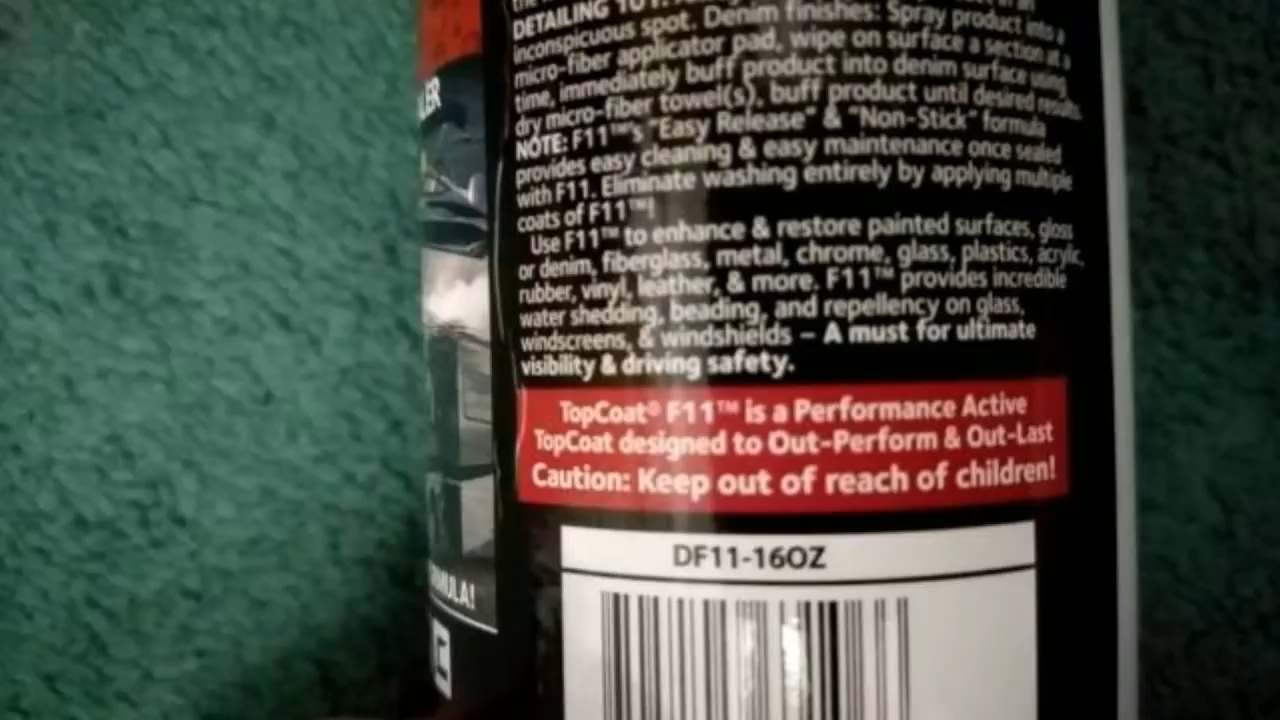 DETAILING 101:
inconspicuous spot. Denim finishes: Spray product into a
micro-fiber applicator pad, wipe on surface a section at a
time, immediately buff product into denim surface using
dry micro-fiber towel(s), buff product until desired results.
NOTE: F11™'s "Easy Release" & "Non-Stick" formula
provides easy cleaning & easy maintenance once sealed
with F11. Eliminate washing entirely by applying multiple
coats of F11™!
Use F11™ to enhance & restore painted surfaces, gloss
or denim, fiberglass, metal, chrome, glass, plastics, acrylic,
rubber, vinyl, leather, & more. F11™ provides incredible
water shedding, beading, and repellency on glass,
windscreens, & windshields – A must for ultimate
visibility & driving safety.
TopCoat® F11™ is a Performance Active
TopCoat designed to Out-Perform & Out-Last
Caution: Keep out of reach of children!
DF11-16OZ
LER
MULA!